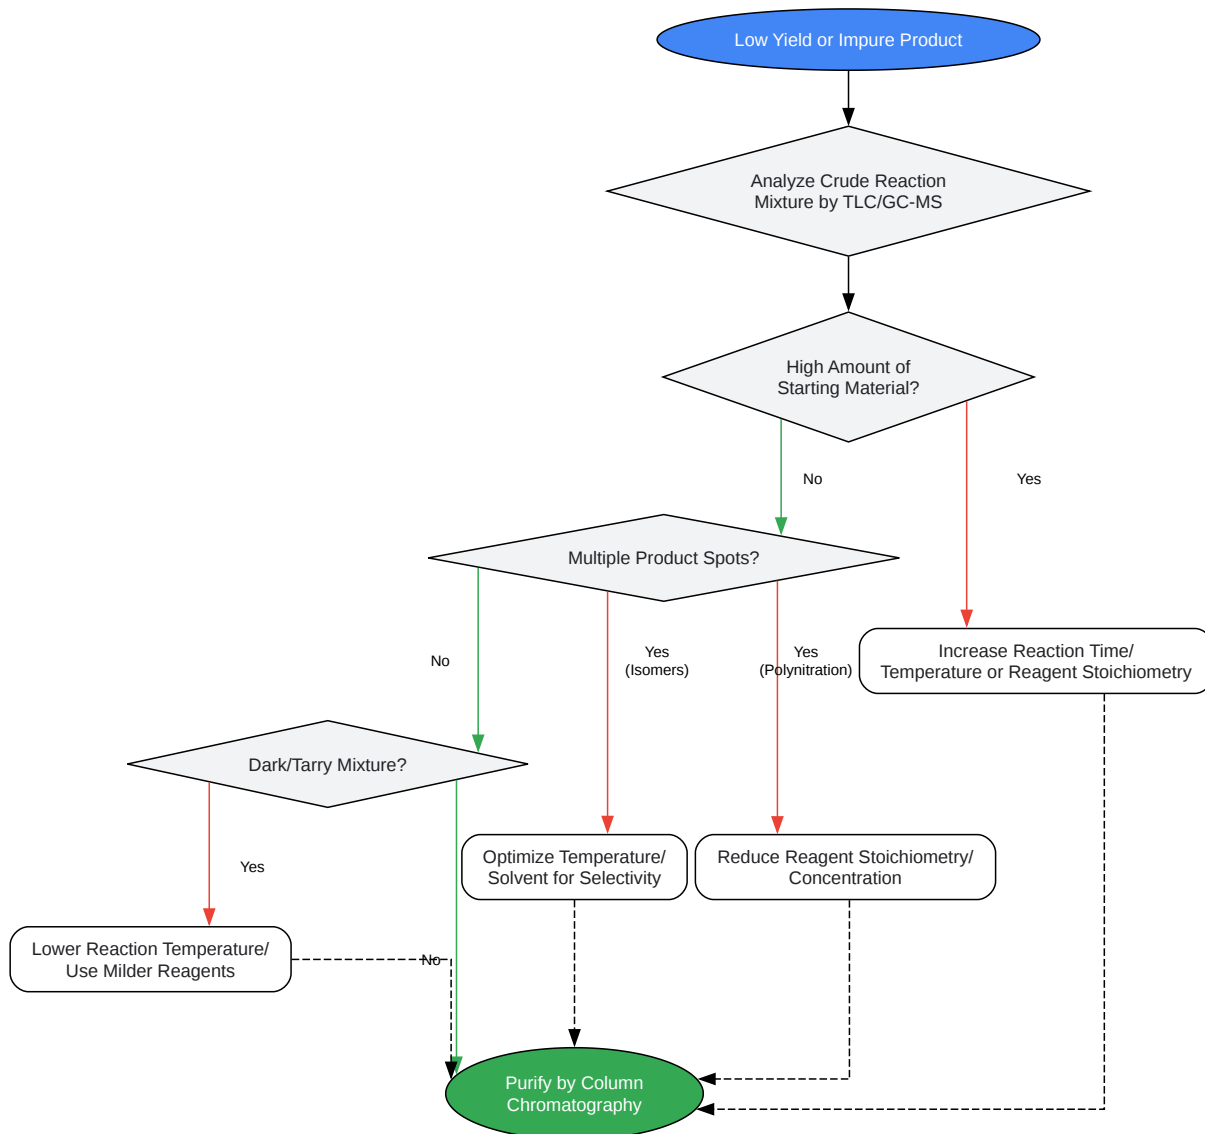 Low Yield or Impure Product
Analyze Crude Reaction
Mixture by TLC/GC-MS
High Amount of
Starting Material?
No
Yes
Multiple Product Spots?
Increase Reaction Time/
Temperature or Reagent Stoichiometry
No
Yes
(Isomers)
Yes
(Polynitration)
Dark/Tarry Mixture?
Yes
Optimize Temperature/
Solvent for Selectivity
Reduce Reagent Stoichiometry/
Concentration
Lower Reaction Temperature/
Use Milder Reagents
No
Purify by Column
Chromatography